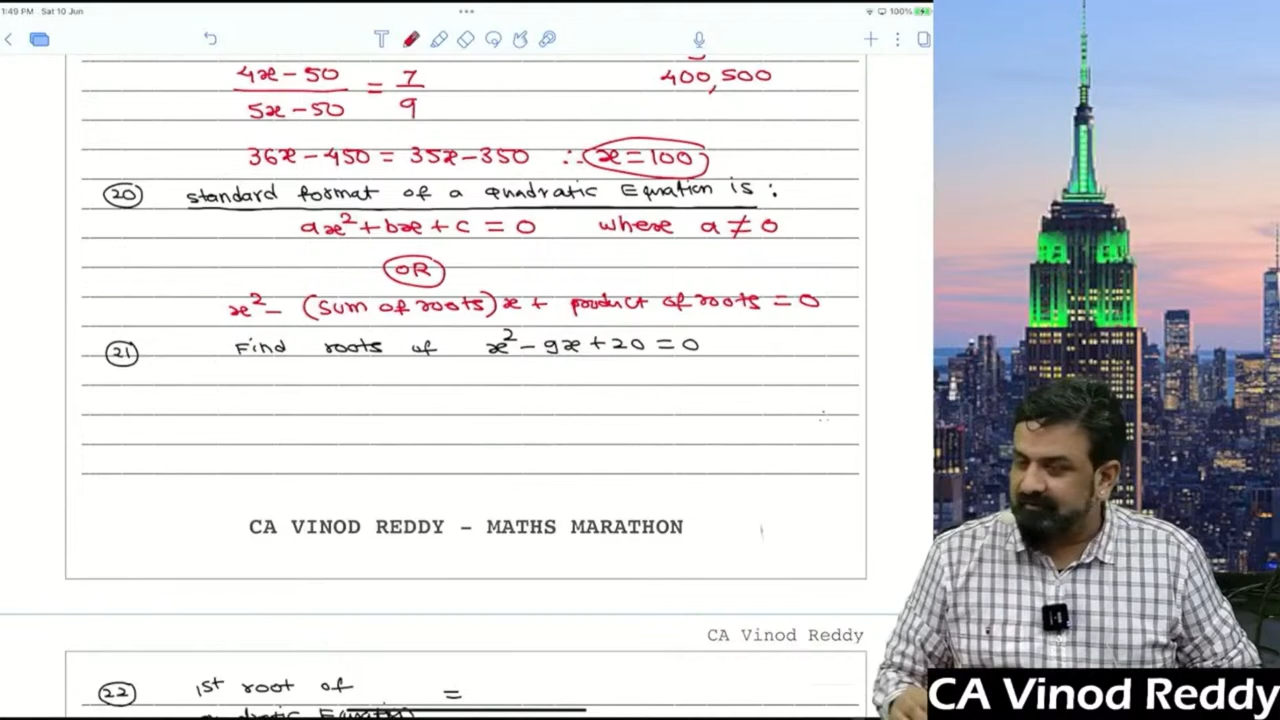 1:49 PM Sat 10 Jun
100%
4x - 50 / 5x - 50 = 7 / 9
400, 500
36x - 450 = 35x - 350 ∴ x = 100
20 standard format of a quadratic Equation is :
ax² + bx + c = 0 where a ≠ 0
OR
x² - (sum of roots) x + product of roots = 0
21 Find roots of x² - 9x + 20 = 0
CA VINOD REDDY - MATHS MARATHON
CA Vinod Reddy
22 1st root of =
quadratic Equation
CA Vinod Reddy